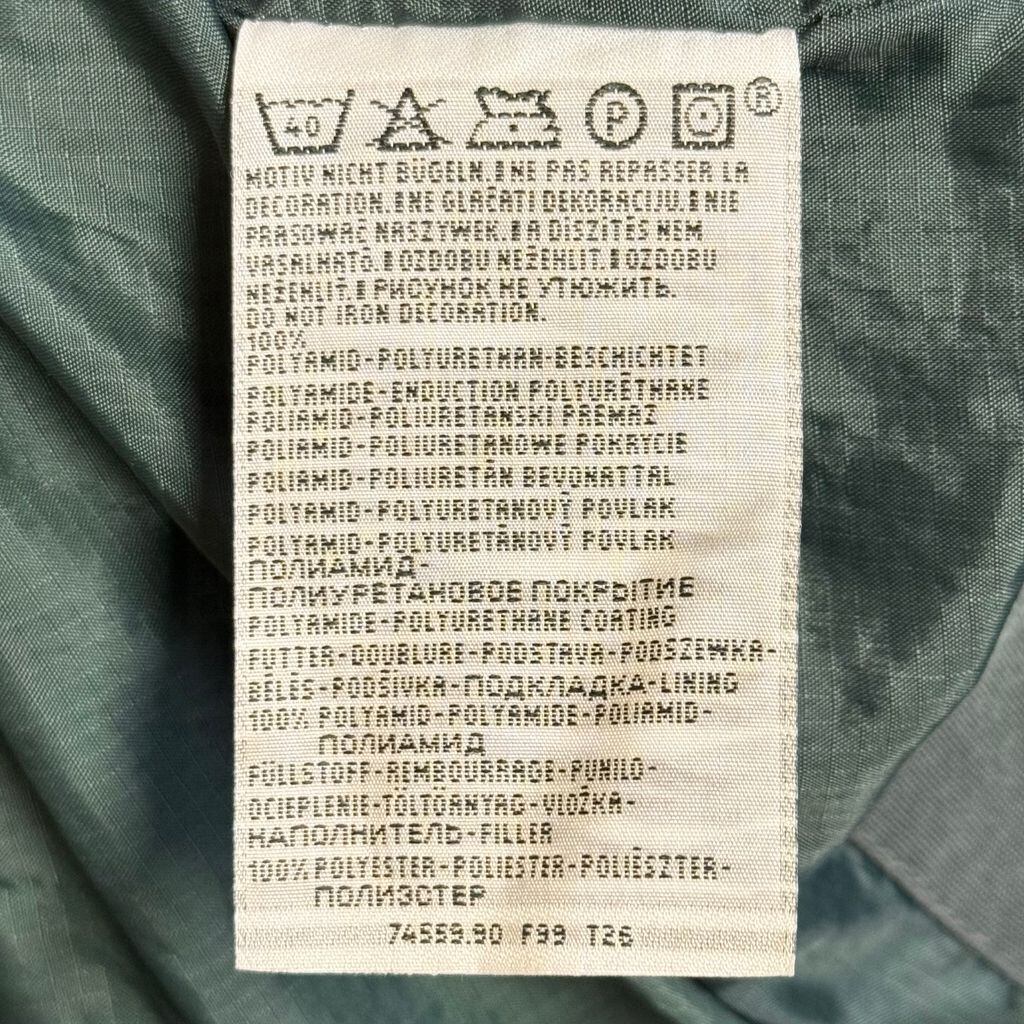 40 P ®
MOTIV NICHT BÜGELN. NE PAS REPASSER LA
DECORATION. NE GLAČATI DEKORACIJU. NIE
PRASOWAĆ NASZYWEK. A DÍSZÍTÉS NEM
VASALHATÓ. OZDOBU NEŽEHLIT. OZDOBU
NEŽEHLIŤ. РИСУНОК НЕ УТЮЖИТЬ.
DO NOT IRON DECORATION.
100%
POLYAMID-POLYURETHAN-BESCHICHTET
POLYAMIDE-ENDUCTION POLYURÉTHANE
POLIAMID-POLIURETANSKI PREMAZ
POLIAMID-POLIURETANOWE POKRYCIE
POLIAMID-POLIURETÁN BEVONATTAL
POLYAMID-POLYURETANOVÝ POVLAK
POLYAMID-POLYURETÁNOVÝ POVLAK
ПОЛИАМИД-
ПОЛИУРЕТАНОВОЕ ПОКРЫТИЕ
POLYAMIDE-POLYURETHANE COATING
FUTTER-DOUBLURE-PODSTAVA-PODSZEWKA-
BÉLÉS-PODŠÍVKA-ПОДКЛАДКА-LINING
100% POLYAMID-POLYAMIDE-POLIAMID-
ПОЛИАМИД
FÜLLSTOFF-REMBOURRAGE-PUNILO-
OCIEPLENIE-TÖLTŐANYAG-VLOŽKA-
НАПОЛНИТЕЛЬ-FILLER
100% POLYESTER-POLIESTER-POLIÉSZTER-
ПОЛИЭСТЕР
74559.90 F99 T26